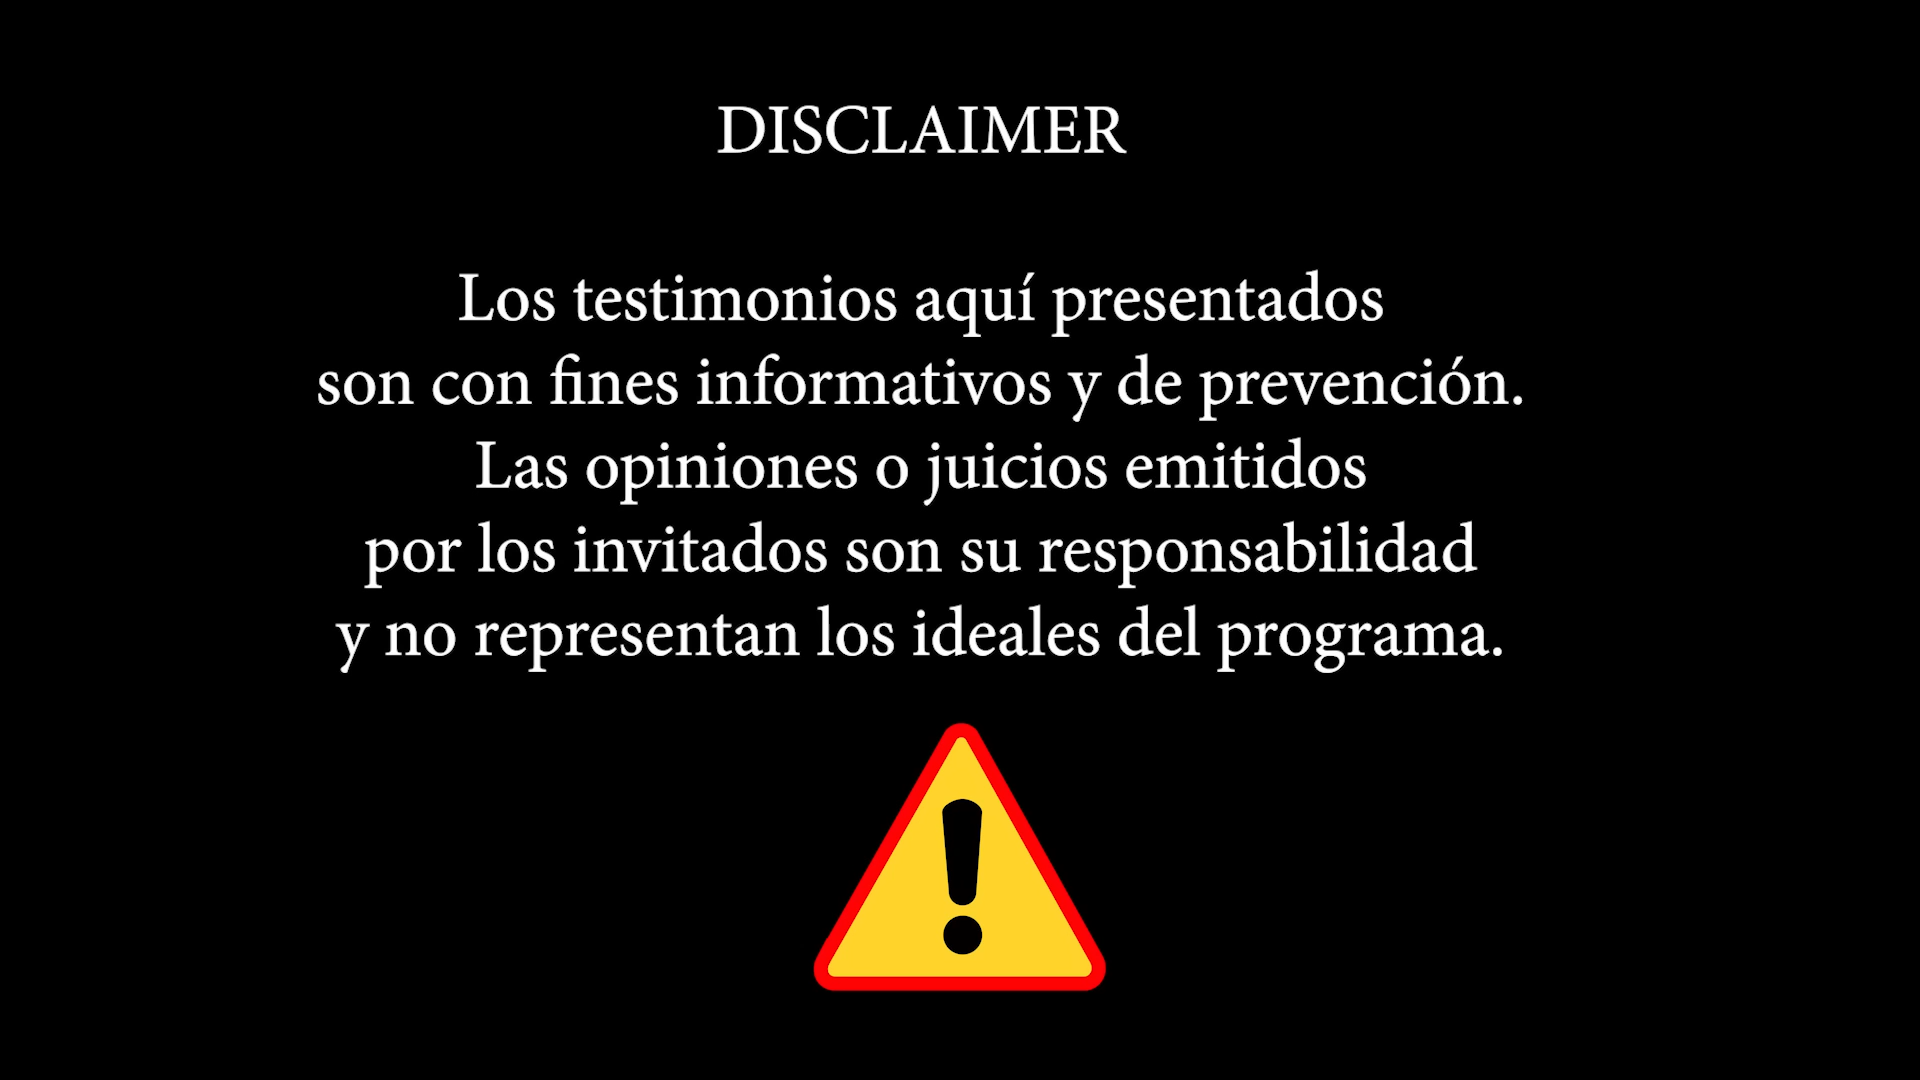 DISCLAIMER
Los testimonios aquí presentados
son con fines informativos y de prevención.
Las opiniones o juicios emitidos
por los invitados son su responsabilidad
y no representan los ideales del programa.